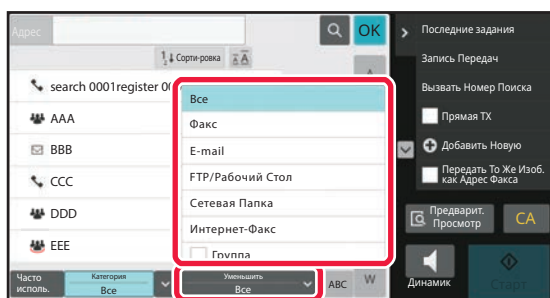 Адрес
OK
Сорти-ровка
search 0001register 00
AAA
BBB
CCC
DDD
EEE
A
Все
Факс
E-mail
FTP/Рабочий Стол
Сетевая Папка
Интернет-Факс
Группа
Часто
исполь.
Категория
Все
Уменьшить
Все
ABC
W
Последние задания
Запись Передач
Вызвать Номер Поиска
Прямая TX
Добавить Новую
Передать То Же Изоб.
как Адрес Факса
Предварит.
Просмотр
CA
Динамик
Старт